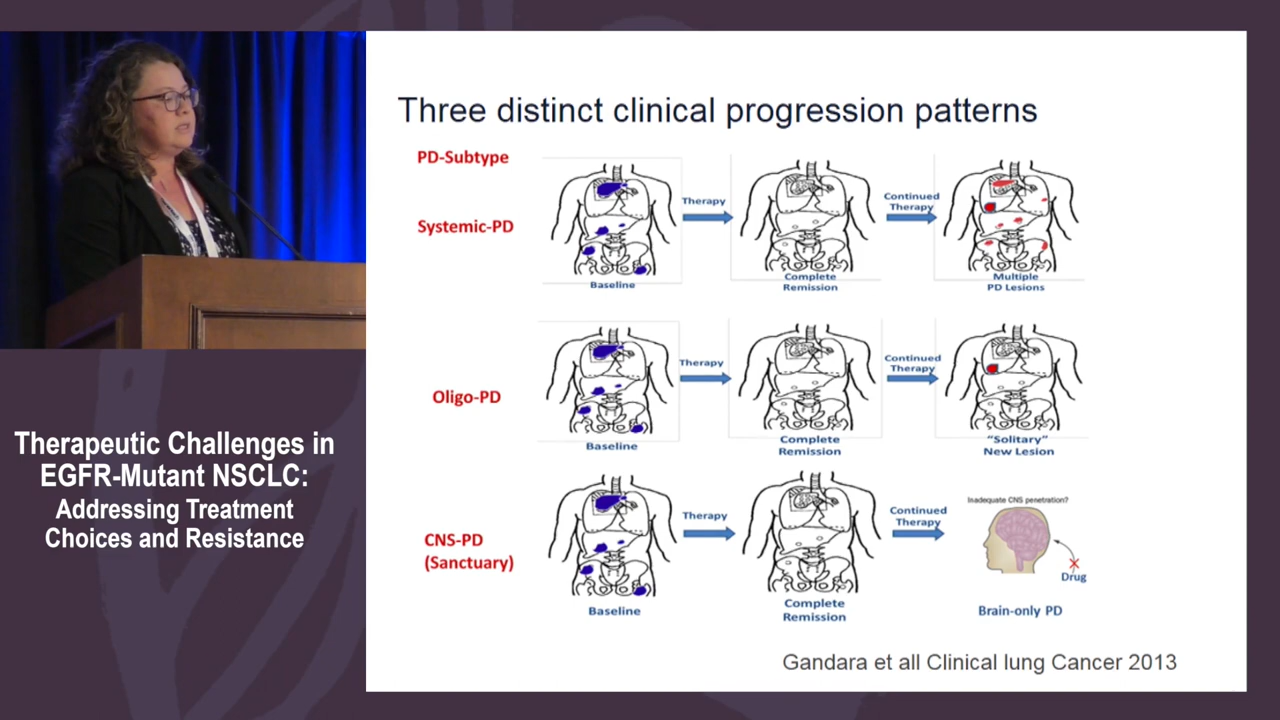 Three distinct clinical progression patterns
PD-Subtype
Systemic-PD
Baseline
Therapy
Complete
Remission
Continued
Therapy
Multiple
PD Lesions
Oligo-PD
Baseline
Therapy
Complete
Remission
Continued
Therapy
“Solitary”
New Lesion
CNS-PD
(Sanctuary)
Baseline
Therapy
Complete
Remission
Continued
Therapy
Inadequate CNS penetration?
Drug
Brain-only PD
Gandara et all Clinical lung Cancer 2013
Therapeutic Challenges in
EGFR-Mutant NSCLC:
Addressing Treatment
Choices and Resistance